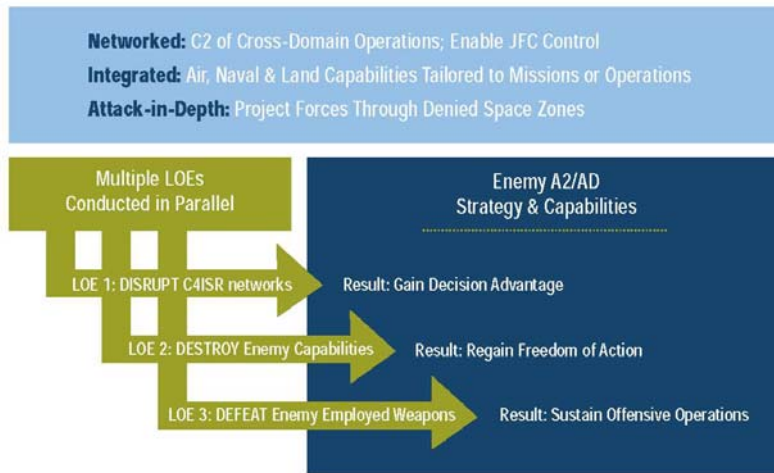 Networked: C2 of Cross-Domain Operations; Enable JFC Control
Integrated: Air, Naval & Land Capabilities Tailored to Missions or Operations
Attack-in-Depth: Project Forces Through Denied Space Zones
Multiple LOEs
Conducted in Parallel
Enemy A2/AD
Strategy & Capabilities
LOE 1: DISRUPT C4ISR networks
Result: Gain Decision Advantage
LOE 2: DESTROY Enemy Capabilities
Result: Regain Freedom of Action
LOE 3: DEFEAT Enemy Employed Weapons
Result: Sustain Offensive Operations